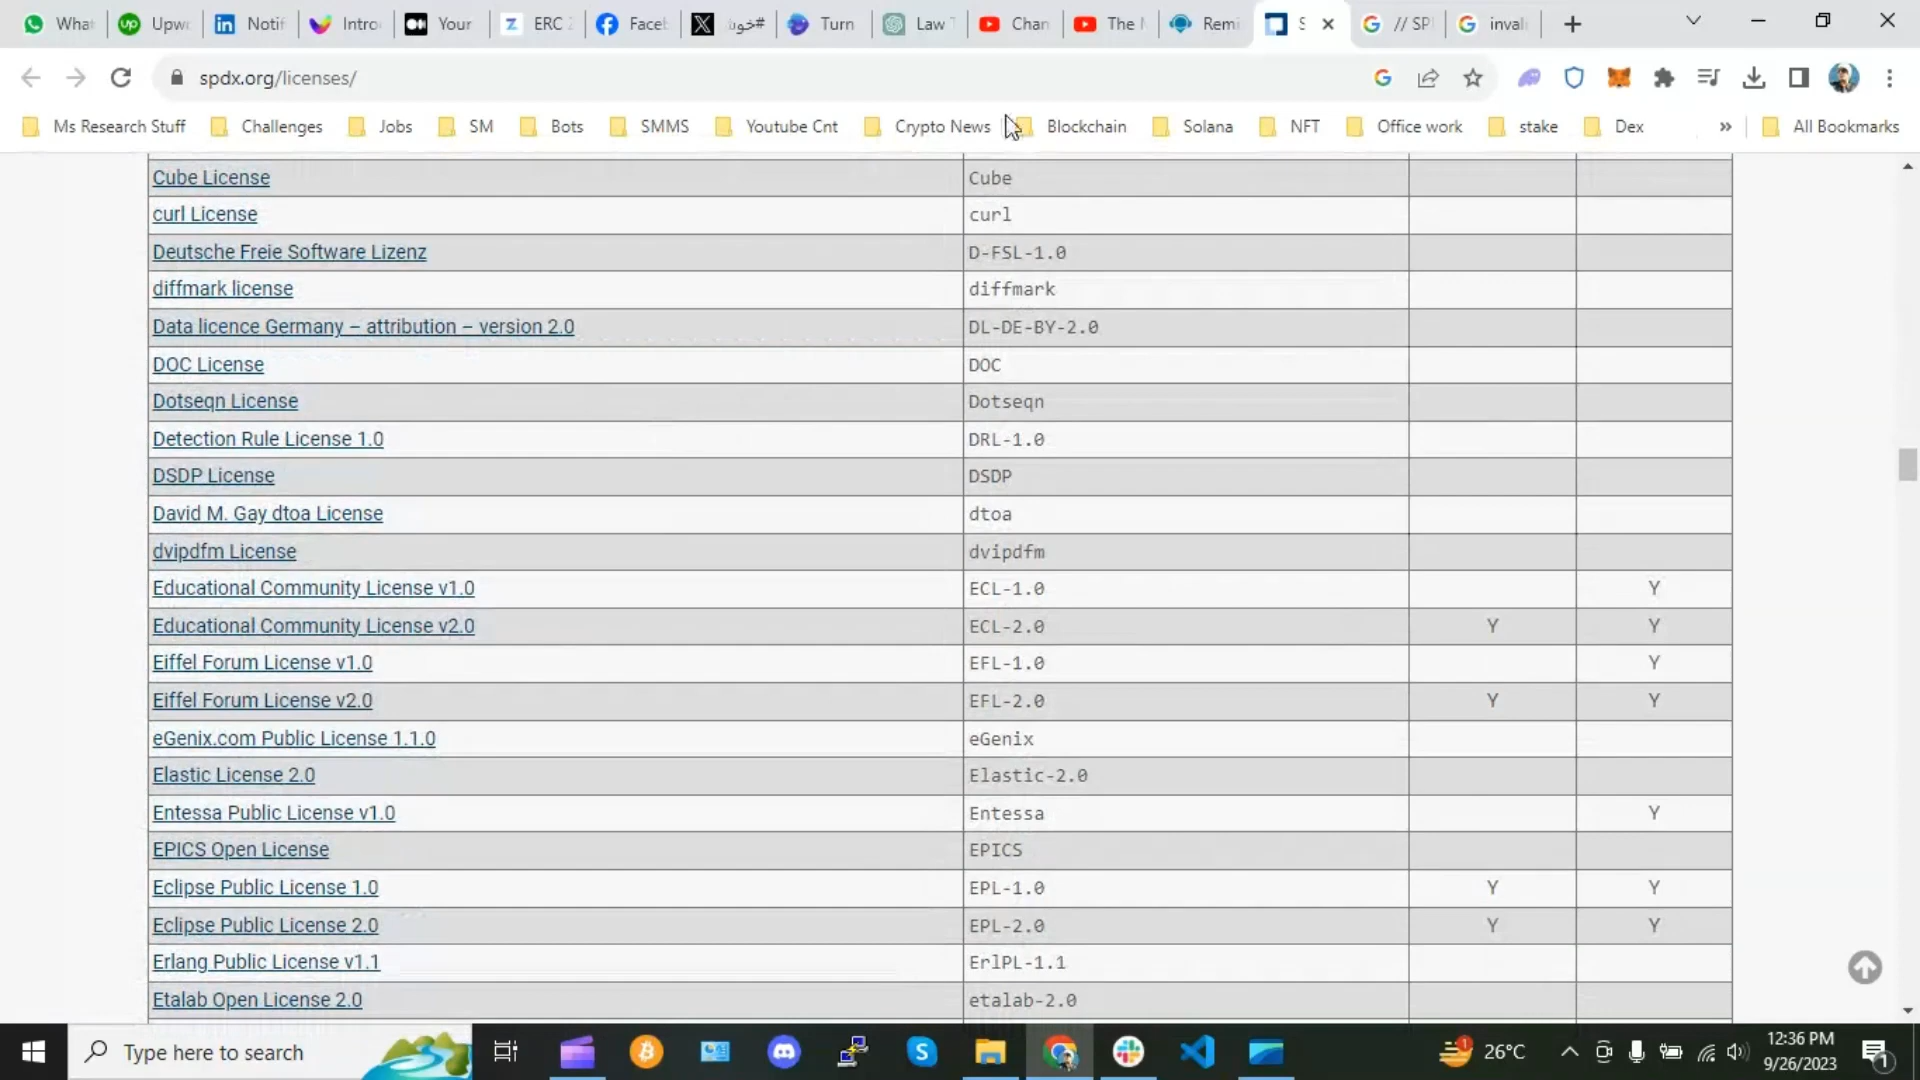 What Upwo Notif Intro Your ERC 2 Faceb #خون Turn Law T Chan The M Remi S // SPI inval
spdx.org/licenses/
Ms Research Stuff Challenges Jobs SM Bots SMMS Youtube Cnt Crypto News Blockchain Solana NFT Office work stake Dex » All Bookmarks
Cube License Cube
curl License curl
Deutsche Freie Software Lizenz D-FSL-1.0
diffmark license diffmark
Data licence Germany – attribution – version 2.0 DL-DE-BY-2.0
DOC License DOC
Dotseqn License Dotseqn
Detection Rule License 1.0 DRL-1.0
DSDP License DSDP
David M. Gay dtoa License dtoa
dvipdfm License dvipdfm
Educational Community License v1.0 ECL-1.0 Y
Educational Community License v2.0 ECL-2.0 Y Y
Eiffel Forum License v1.0 EFL-1.0 Y
Eiffel Forum License v2.0 EFL-2.0 Y Y
eGenix.com Public License 1.1.0 eGenix
Elastic License 2.0 Elastic-2.0
Entessa Public License v1.0 Entessa Y
EPICS Open License EPICS
Eclipse Public License 1.0 EPL-1.0 Y Y
Eclipse Public License 2.0 EPL-2.0 Y Y
Erlang Public License v1.1 ErlPL-1.1
Etalab Open License 2.0 etalab-2.0
Type here to search 26°C 12:36 PM
9/26/2023